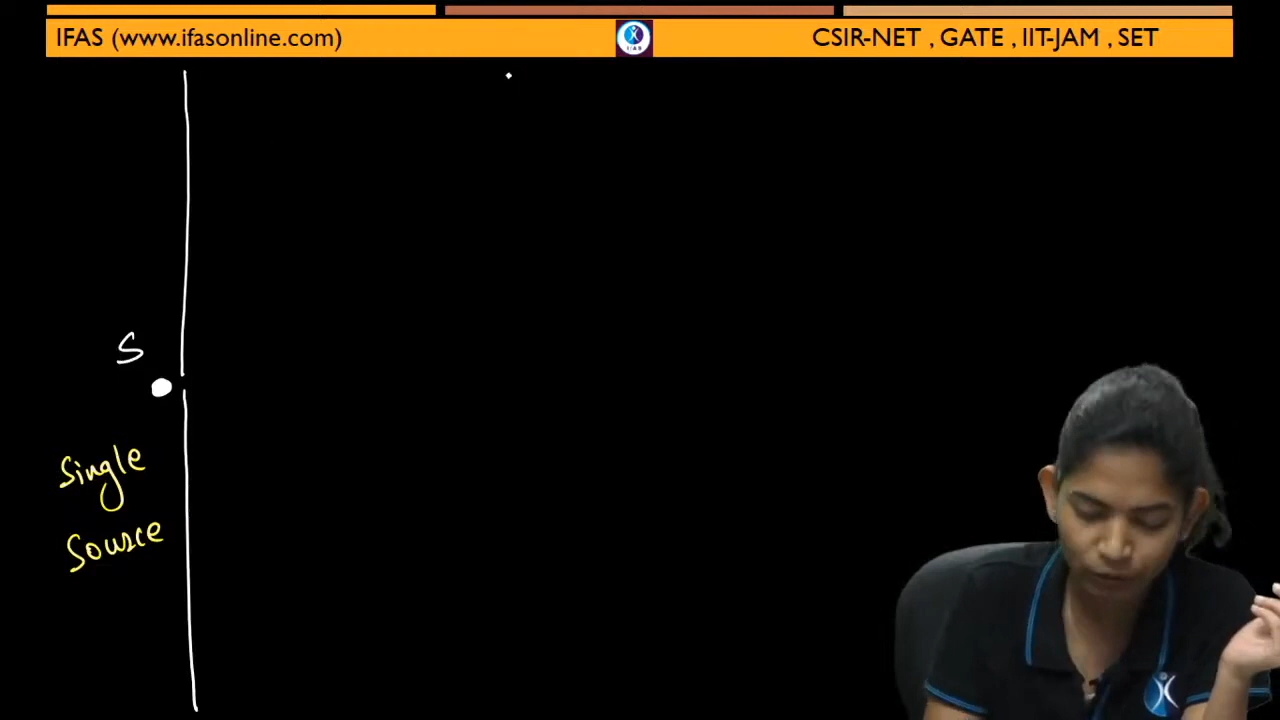 IFAS (www.ifasonline.com)
CSIR-NET , GATE , IIT-JAM , SET
S
Single
Source